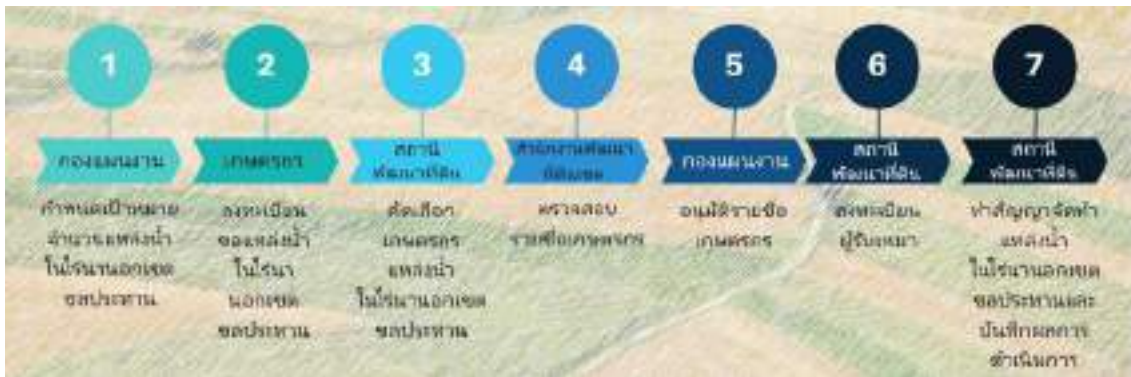 1
กองแผนงาน
กำหนดเป้าหมาย
จำนวนแหล่งน้ำ
ในไร่นานอกเขต
ชลประทาน
2
เกษตรกร
ลงทะเบียน
ขอแหล่งน้ำ
ในไร่นา
นอกเขต
ชลประทาน
3
สถานี
พัฒนาที่ดิน
คัดเลือก
เกษตรกร
แหล่งน้ำ
ในไร่นานอกเขต
ชลประทาน
4
สำนักงานพัฒนา
ที่ดินเขต
ตรวจสอบ
รายชื่อเกษตรกร
5
กองแผนงาน
อนุมัติรายชื่อ
เกษตรกร
6
สถานี
พัฒนาที่ดิน
ลงทะเบียน
ผู้รับเหมา
7
สถานี
พัฒนาที่ดิน
ทำสัญญาจัดทำ
แหล่งน้ำ
ในไร่นานอกเขต
ชลประทานและ
บันทึกผลการ
ดำเนินการ